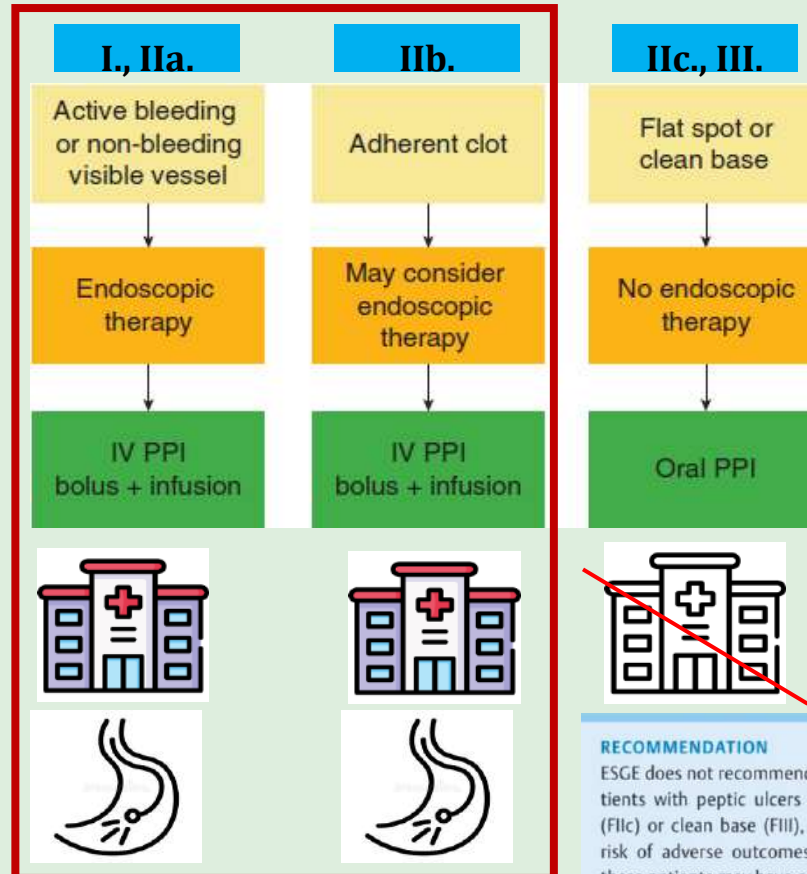 I., IIa.
IIb.
IIc., III.
Active bleeding
or non-bleeding
visible vessel
Adherent clot
Flat spot or
clean base
Endoscopic
therapy
May consider
endoscopic
therapy
No endoscopic
therapy
IV PPI
bolus + infusion
IV PPI
bolus + infusion
Oral PPI
RECOMMENDATION
ESGE does not recommend
tients with peptic ulcers
(FIIc) or clean base (FIII),
risk of adverse outcomes